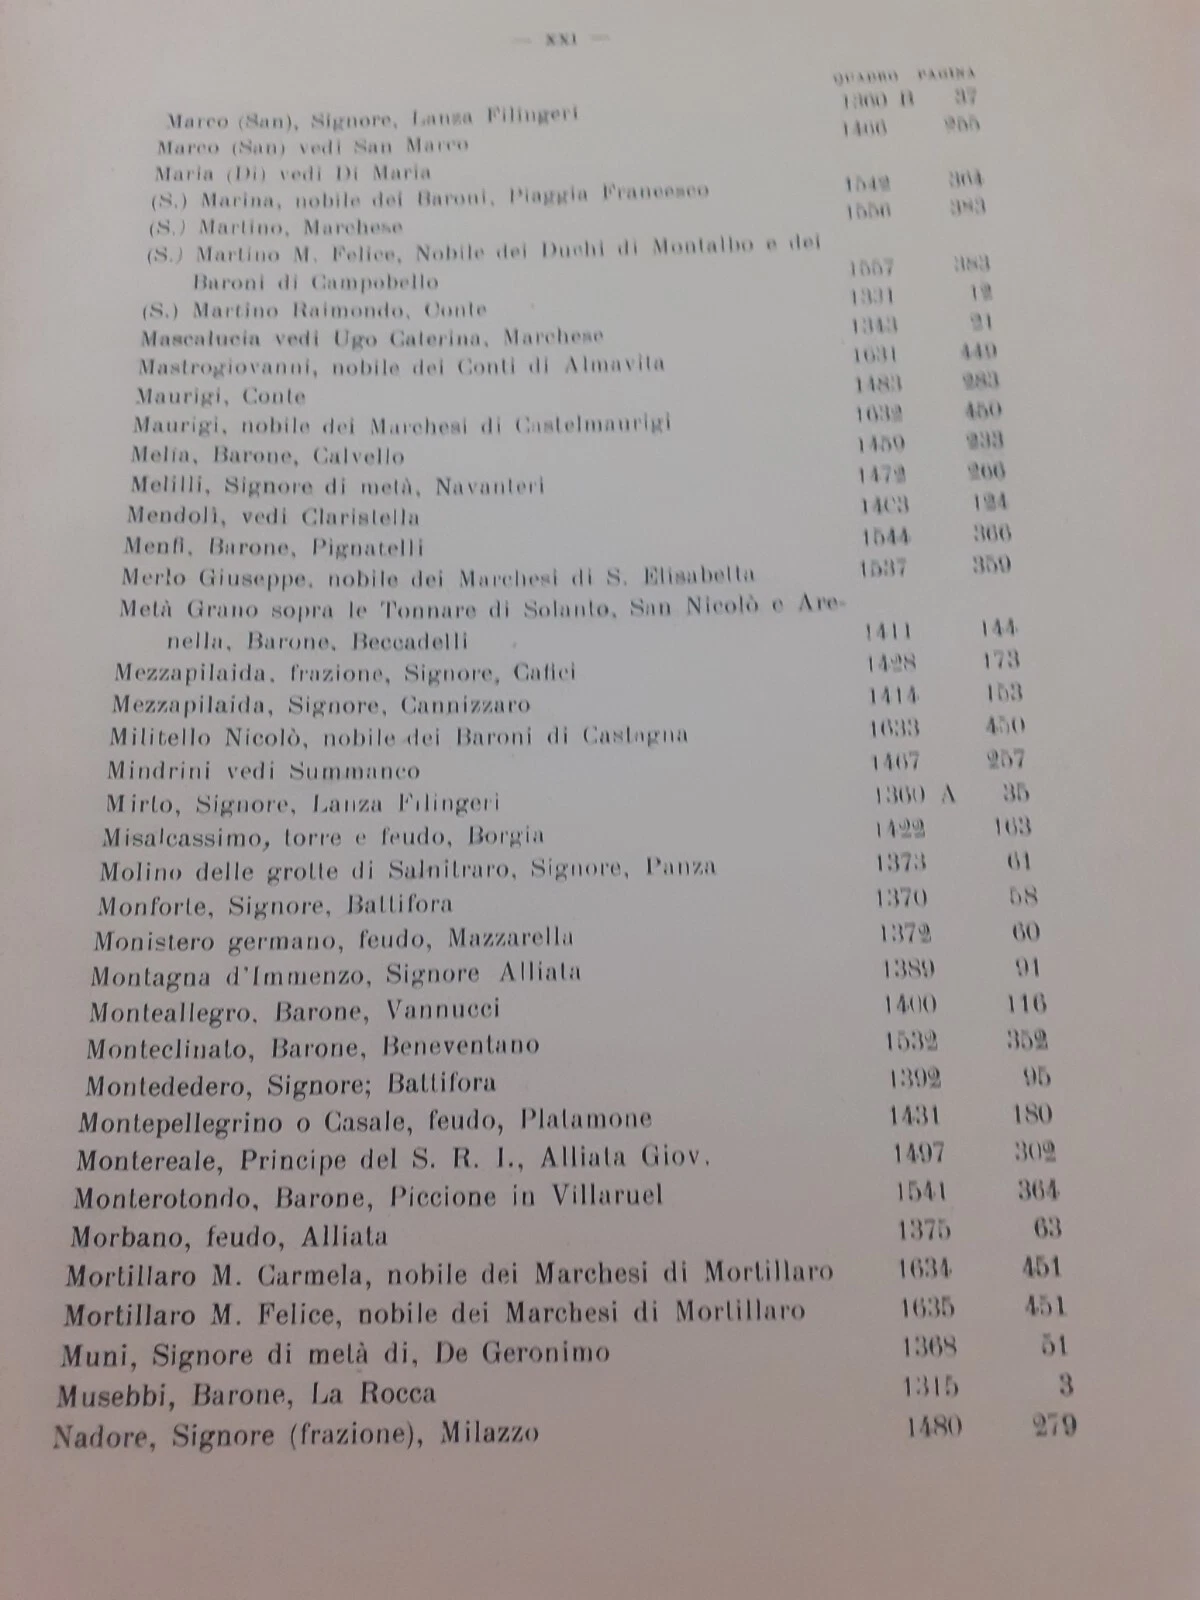 — XXI —
QUADRO PAGINA
Marco (San), Signore, Lanza Filingeri 1360 B 37
Marco (San) vedi San Marco 1466 255
Maria (Di) vedi Di Maria
(S.) Marina, nobile dei Baroni, Piaggia Francesco 1542 364
(S.) Martino, Marchese 1556 383
(S.) Martino M. Felice, Nobile dei Duchi di Montalbo e dei
Baroni di Campobello 1557 383
(S.) Martino Raimondo, Conte 1331 12
Mascalucia vedi Ugo Caterina, Marchese 1343 21
Mastrogiovanni, nobile dei Conti di Almavita 1631 449
Maurigi, Conte 1483 283
Maurigi, nobile dei Marchesi di Castelmaurigi 1632 450
Melia, Barone, Calvello 1459 233
Melilli, Signore di metà, Navanteri 1472 266
Mendolì, vedi Claristella 1403 124
Menfi, Barone, Pignatelli 1544 366
Merlo Giuseppe, nobile dei Marchesi di S. Elisabetta 1537 359
Metà Grano sopra le Tonnare di Solanto, San Nicolò e Are-
nella, Barone, Beccadelli 1411 144
Mezzapilaida, frazione, Signore, Cafici 1428 173
Mezzapilaida, Signore, Cannizzaro 1414 153
Militello Nicolò, nobile dei Baroni di Castagna 1633 450
Mindrini vedi Summanco 1467 257
Mirto, Signore, Lanza Filingeri 1360 A 35
Misalcassimo, torre e feudo, Borgia 1422 163
Molino delle grotte di Salnitraro, Signore, Panza 1373 61
Monforte, Signore, Battifora 1370 58
Monistero germano, feudo, Mazzarella 1372 60
Montagna d'Immenzo, Signore Alliata 1389 91
Monteallegro, Barone, Vannucci 1400 116
Monteclinato, Barone, Beneventano 1532 352
Montededero, Signore; Battifora 1392 95
Montepellegrino o Casale, feudo, Platamone 1431 180
Montereale, Principe del S. R. I., Alliata Giov. 1497 302
Monterotondo, Barone, Piccione in Villaruel 1541 364
Morbano, feudo, Alliata 1375 63
Mortillaro M. Carmela, nobile dei Marchesi di Mortillaro 1634 451
Mortillaro M. Felice, nobile dei Marchesi di Mortillaro 1635 451
Muni, Signore di metà di, De Geronimo 1368 51
Musebbi, Barone, La Rocca 1315 3
Nadore, Signore (frazione), Milazzo 1480 279